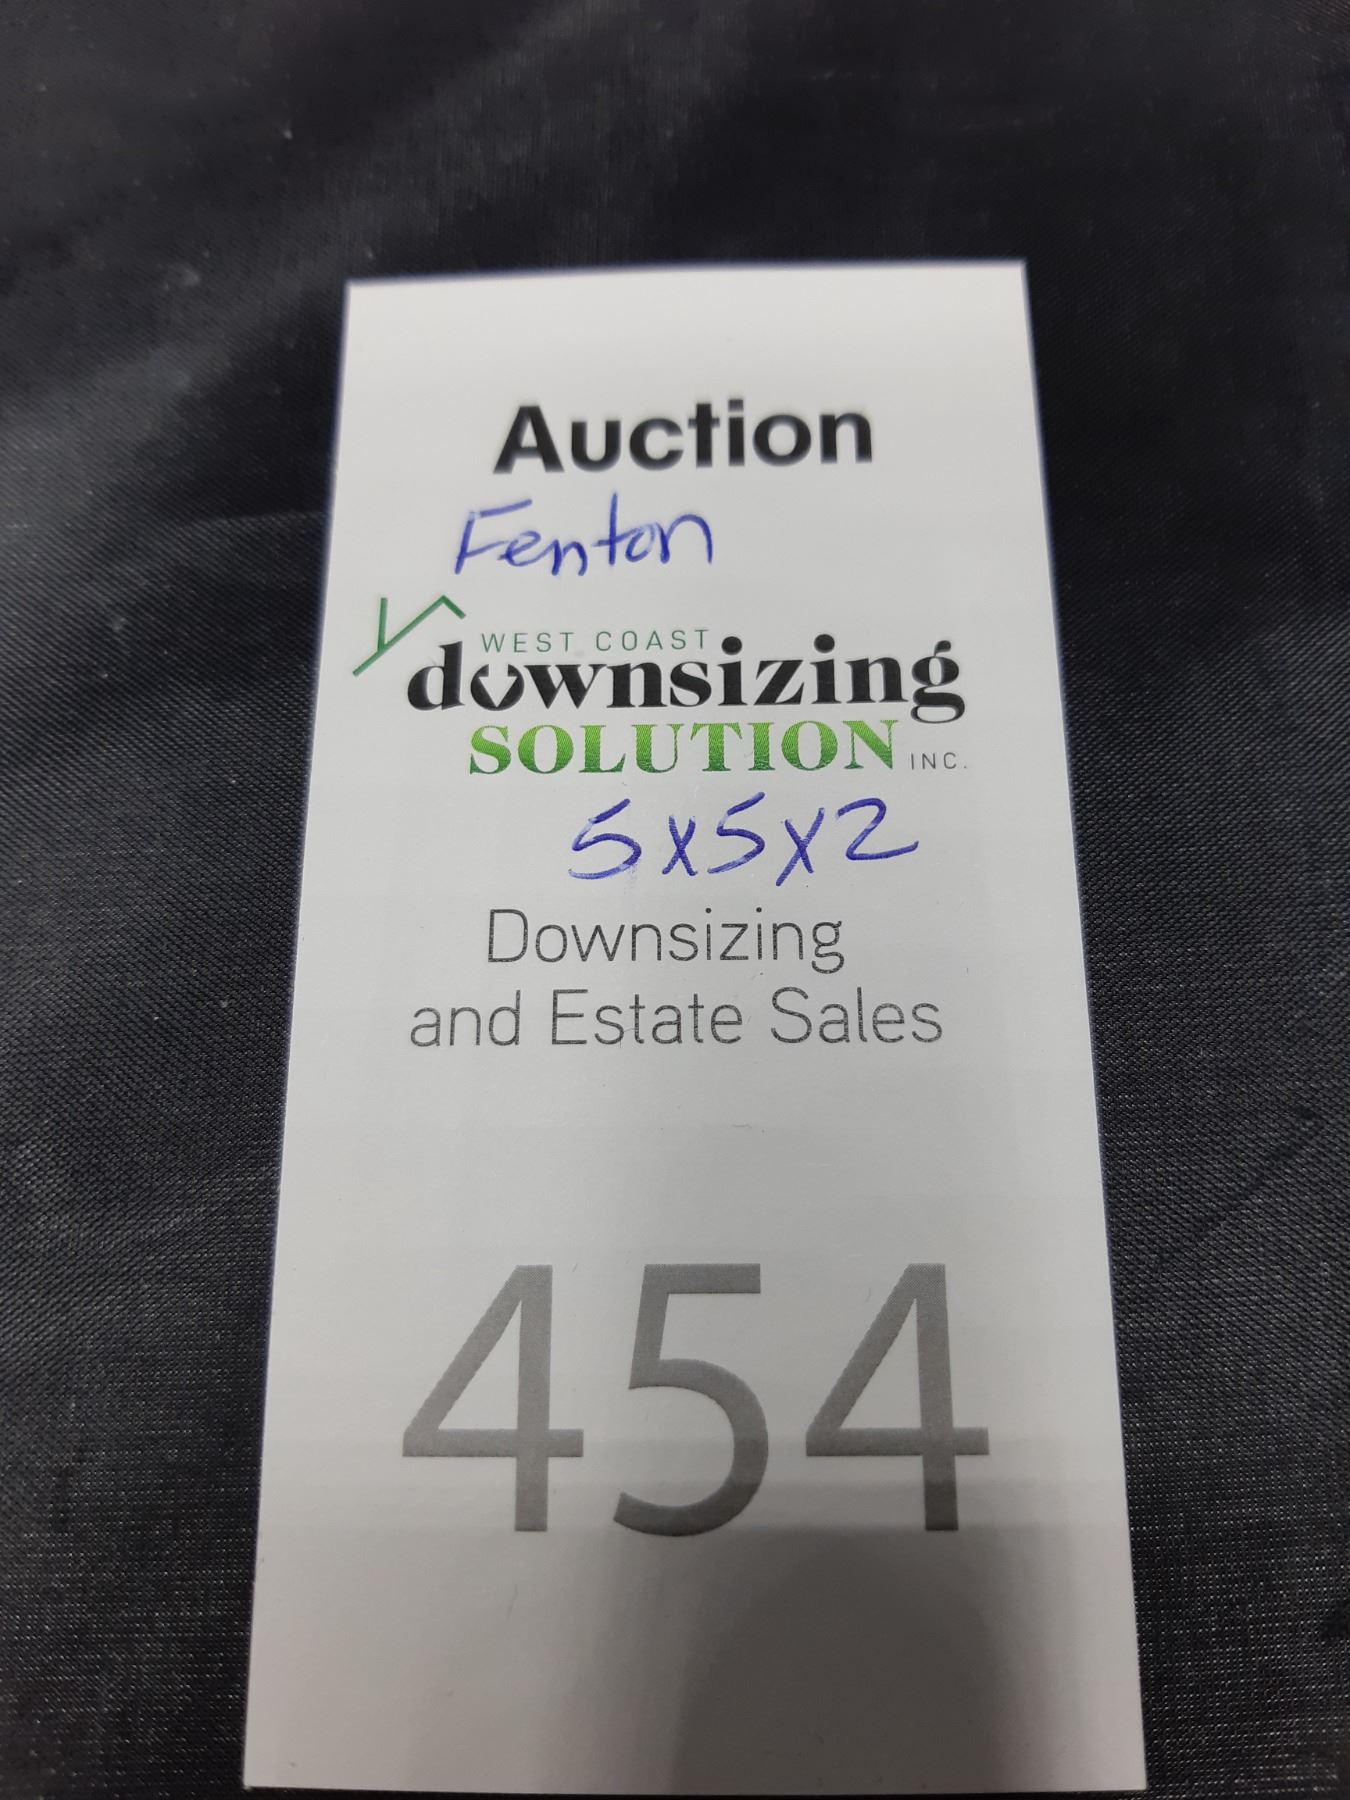 Auction
Fenton
WEST COAST
downsizing
SOLUTION INC.
5x5x2
Downsizing
and Estate Sales
454